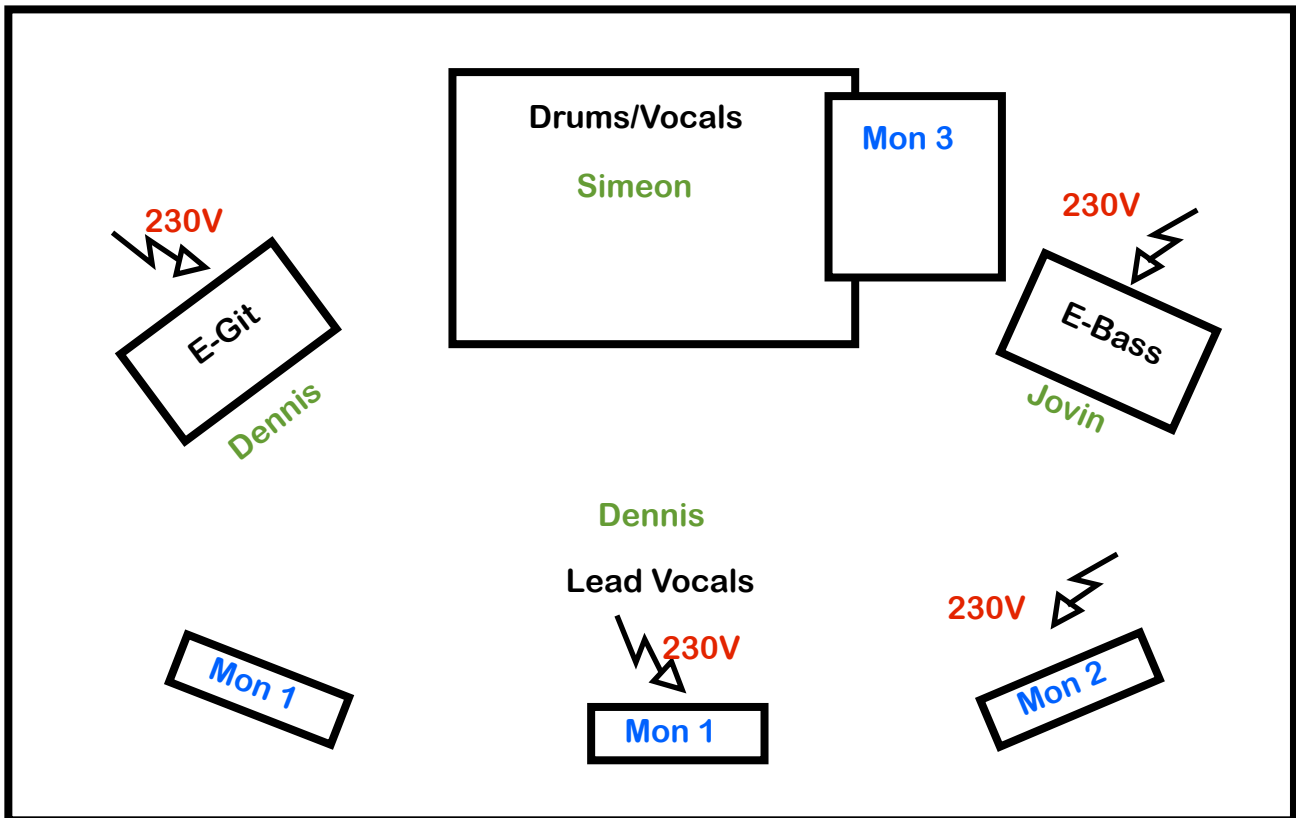 Drums/Vocals
Mon 3
Simeon
230V
230V
E-Git
E-Bass
Dennis
Jovin
Dennis
Lead Vocals
230V
230V
Mon 1
Mon 1
Mon 2